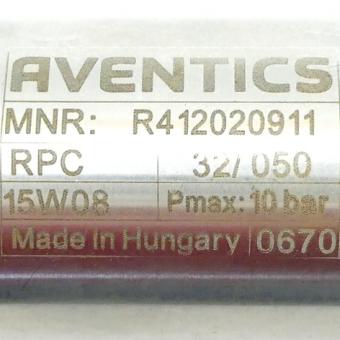 AVENTICS
MNR: R412020911
RPC 32/050
15W08 Pmax: 10 bar
Made in Hungary 0670